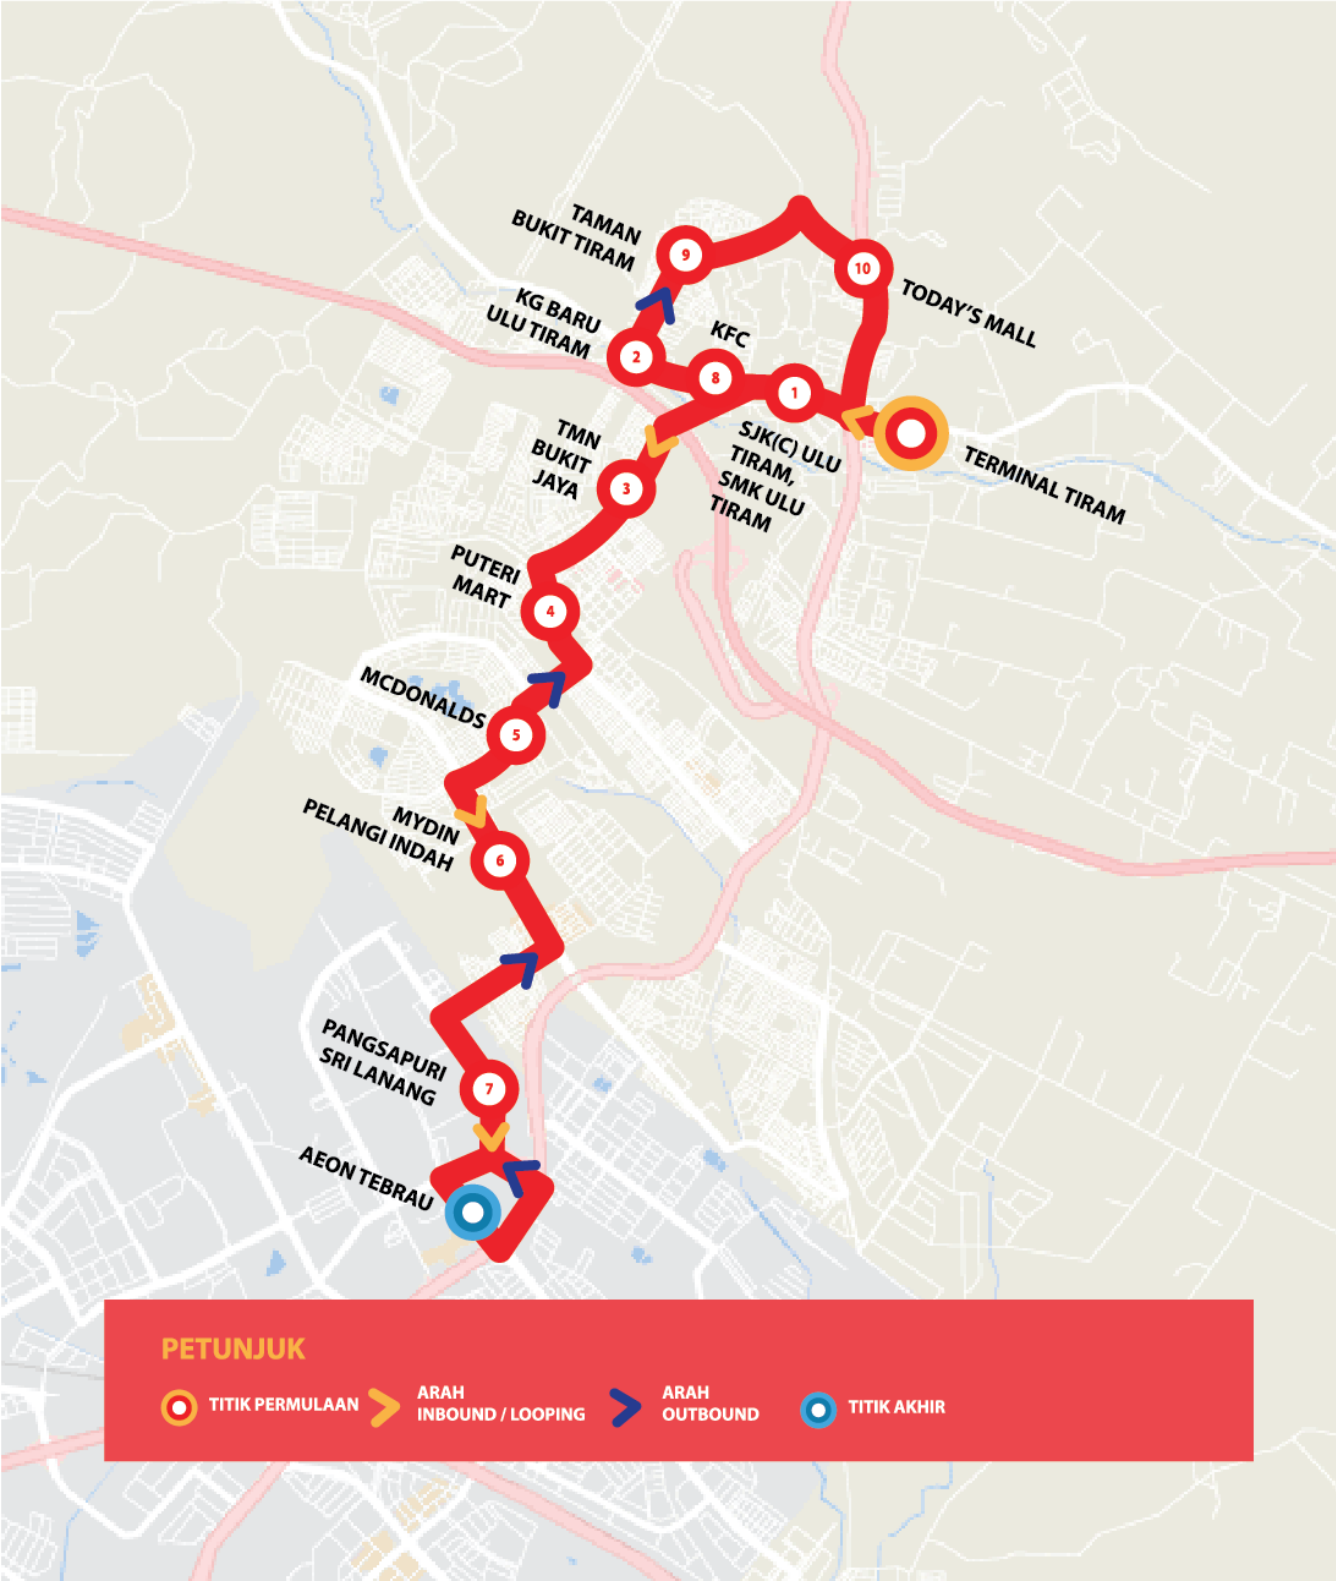 TAMAN
BUKIT TIRAM
9
10
TODAY'S MALL
KG BARU
ULU TIRAM
2
KFC
8
1
SJK(C) ULU
TIRAM,
SMK ULU
TIRAM
TERMINAL TIRAM
TMN
BUKIT
JAYA
3
PUTERI
MART
4
MCDONALDS
5
MYDIN
PELANGI INDAH
6
PANGSAPURI
SRI LANANG
7
AEON TEBRAU
PETUNJUK
TITIK PERMULAAN
ARAH
INBOUND / LOOPING
ARAH
OUTBOUND
TITIK AKHIR